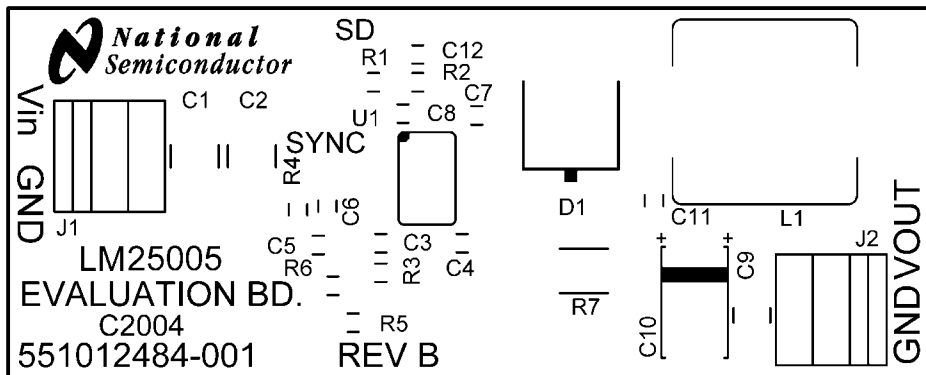 National
Semiconductor
SD
R1
C12
R2
C7
Vin
C1
C2
U1
C8
SYNC
R4
GND
J1
C6
D1
C11
L1
C5
C3
R3
C4
R6
J2
GND VOUT
C9
LM25005
EVALUATION BD.
C2004
551012484-001
R5
REV B
R7
C10
+
+